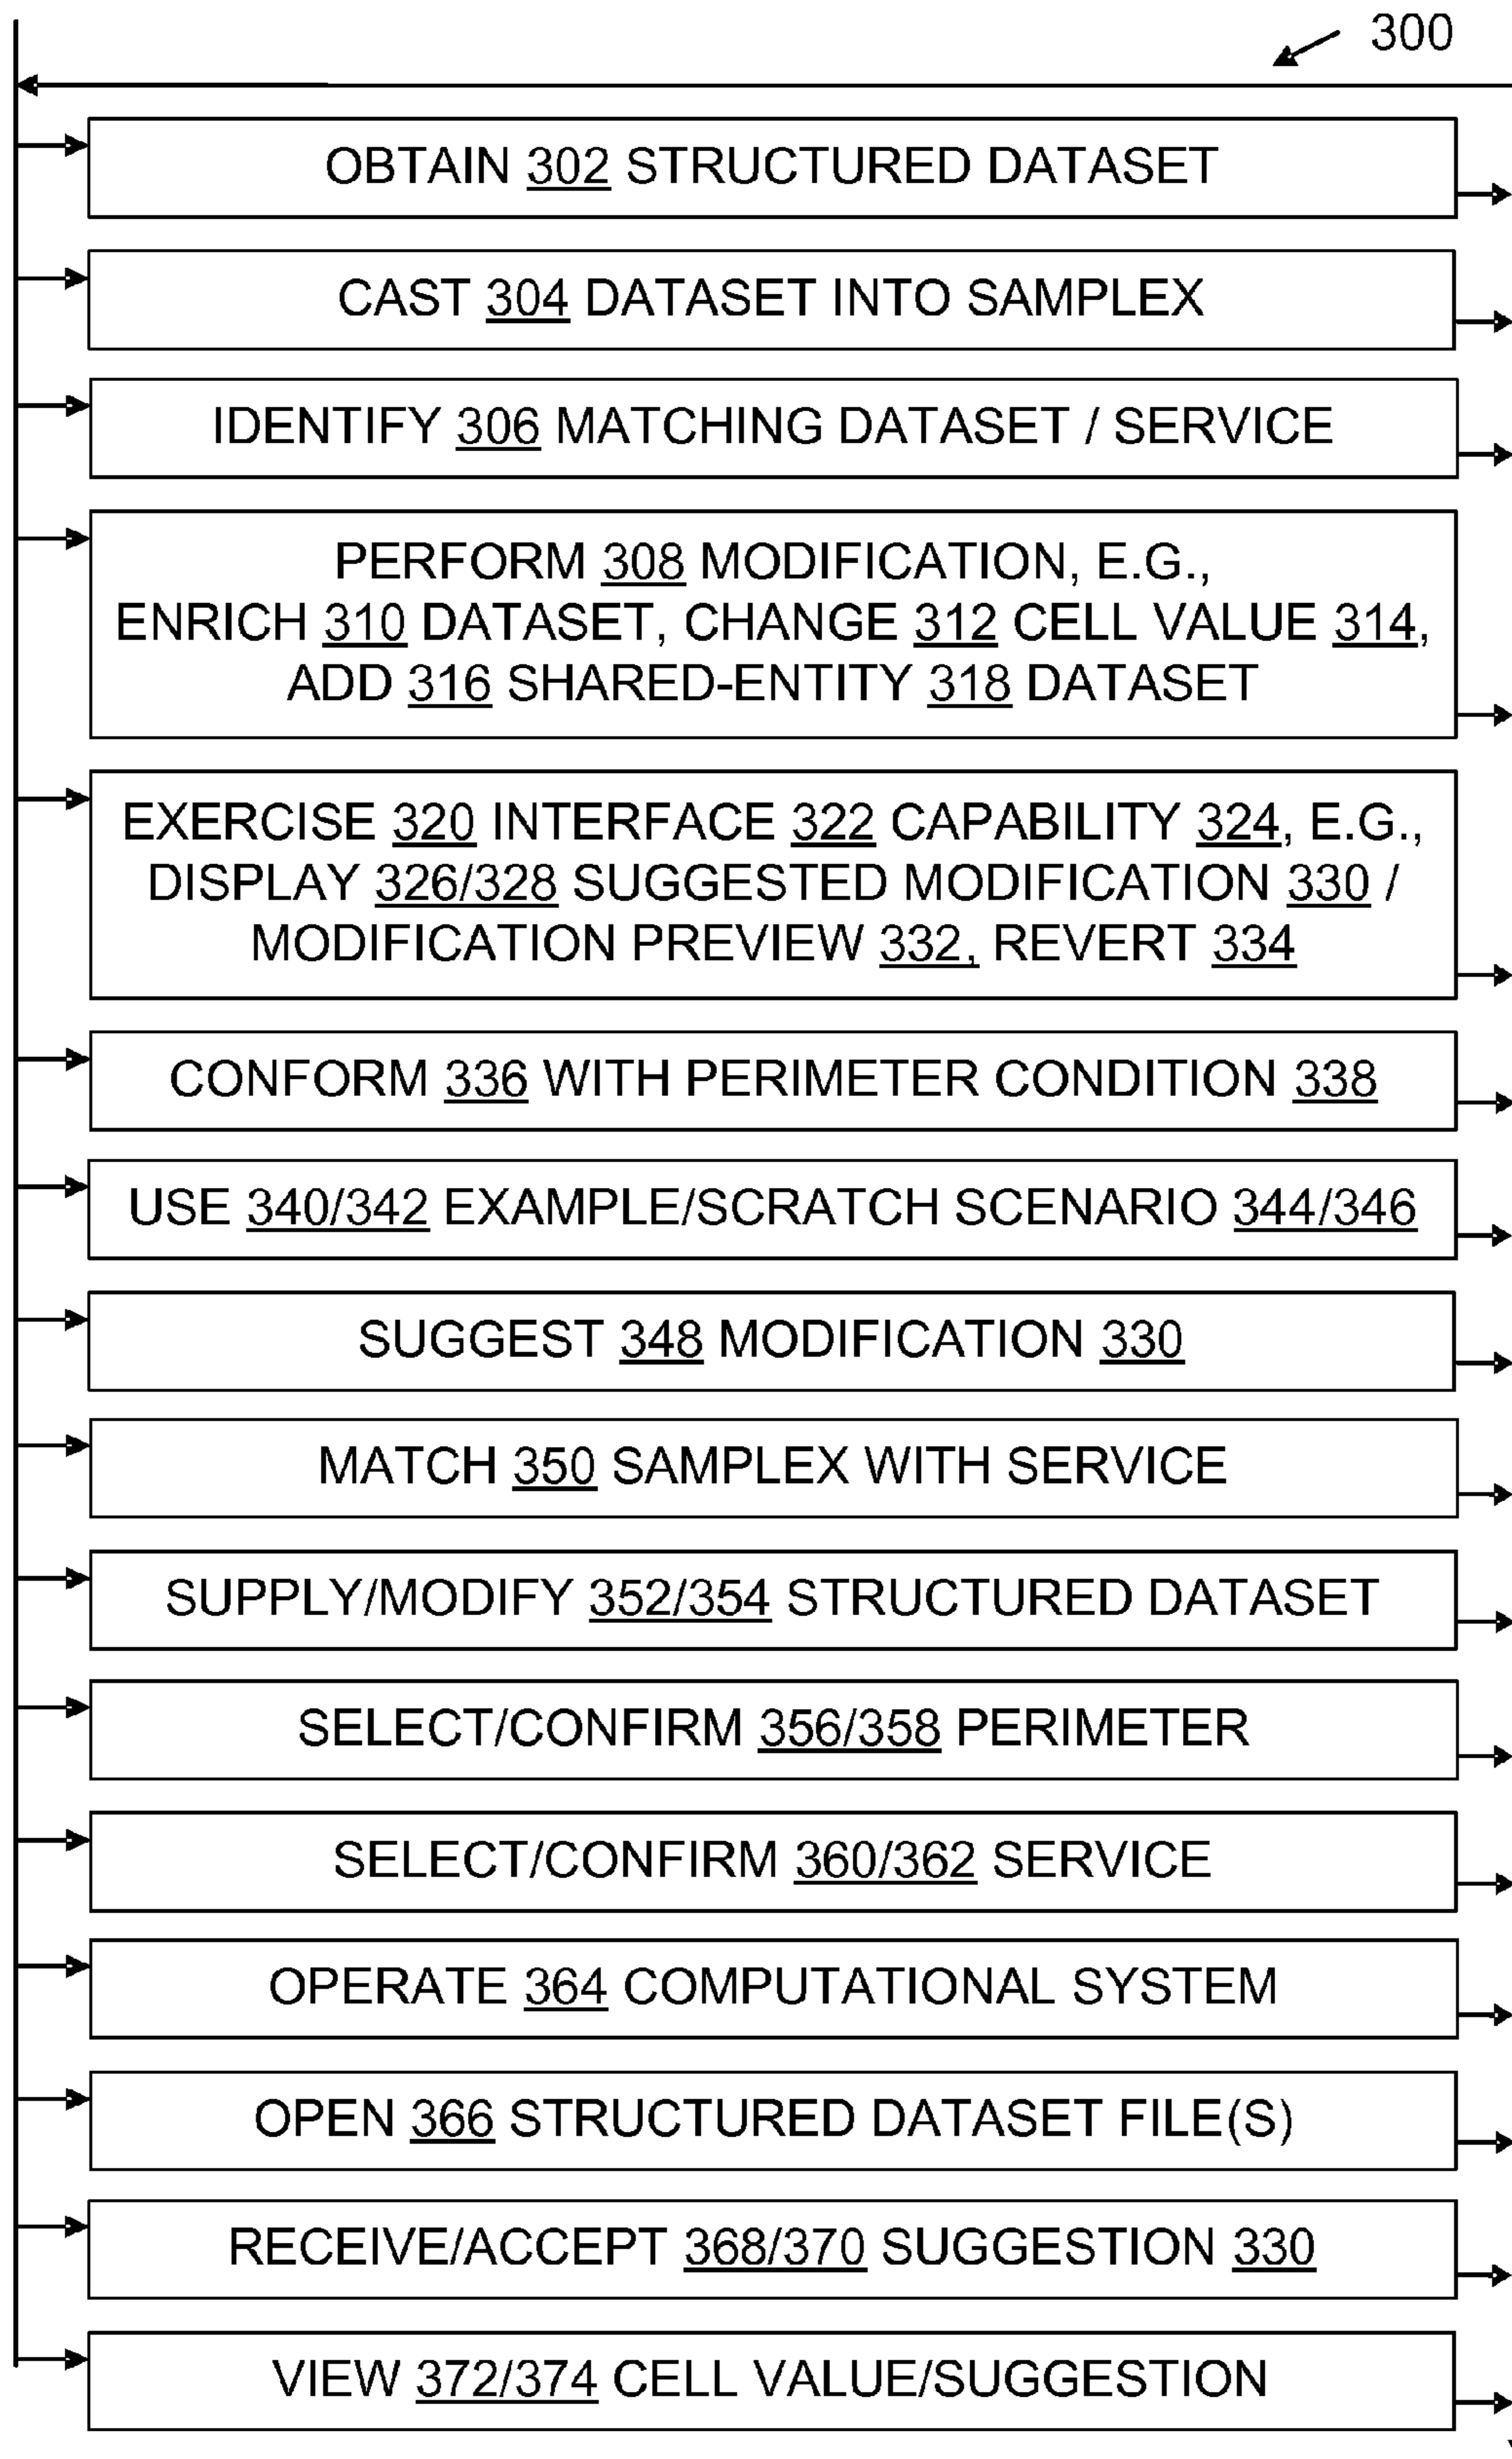 300
OBTAIN 302 STRUCTURED DATASET
CAST 304 DATASET INTO SAMPLEX
IDENTIFY 306 MATCHING DATASET / SERVICE
PERFORM 308 MODIFICATION, E.G.,
ENRICH 310 DATASET, CHANGE 312 CELL VALUE 314,
ADD 316 SHARED-ENTITY 318 DATASET
EXERCISE 320 INTERFACE 322 CAPABILITY 324, E.G.,
DISPLAY 326/328 SUGGESTED MODIFICATION 330 /
MODIFICATION PREVIEW 332, REVERT 334
CONFORM 336 WITH PERIMETER CONDITION 338
USE 340/342 EXAMPLE/SCRATCH SCENARIO 344/346
SUGGEST 348 MODIFICATION 330
MATCH 350 SAMPLEX WITH SERVICE
SUPPLY/MODIFY 352/354 STRUCTURED DATASET
SELECT/CONFIRM 356/358 PERIMETER
SELECT/CONFIRM 360/362 SERVICE
OPERATE 364 COMPUTATIONAL SYSTEM
OPEN 366 STRUCTURED DATASET FILE(S)
RECEIVE/ACCEPT 368/370 SUGGESTION 330
VIEW 372/374 CELL VALUE/SUGGESTION